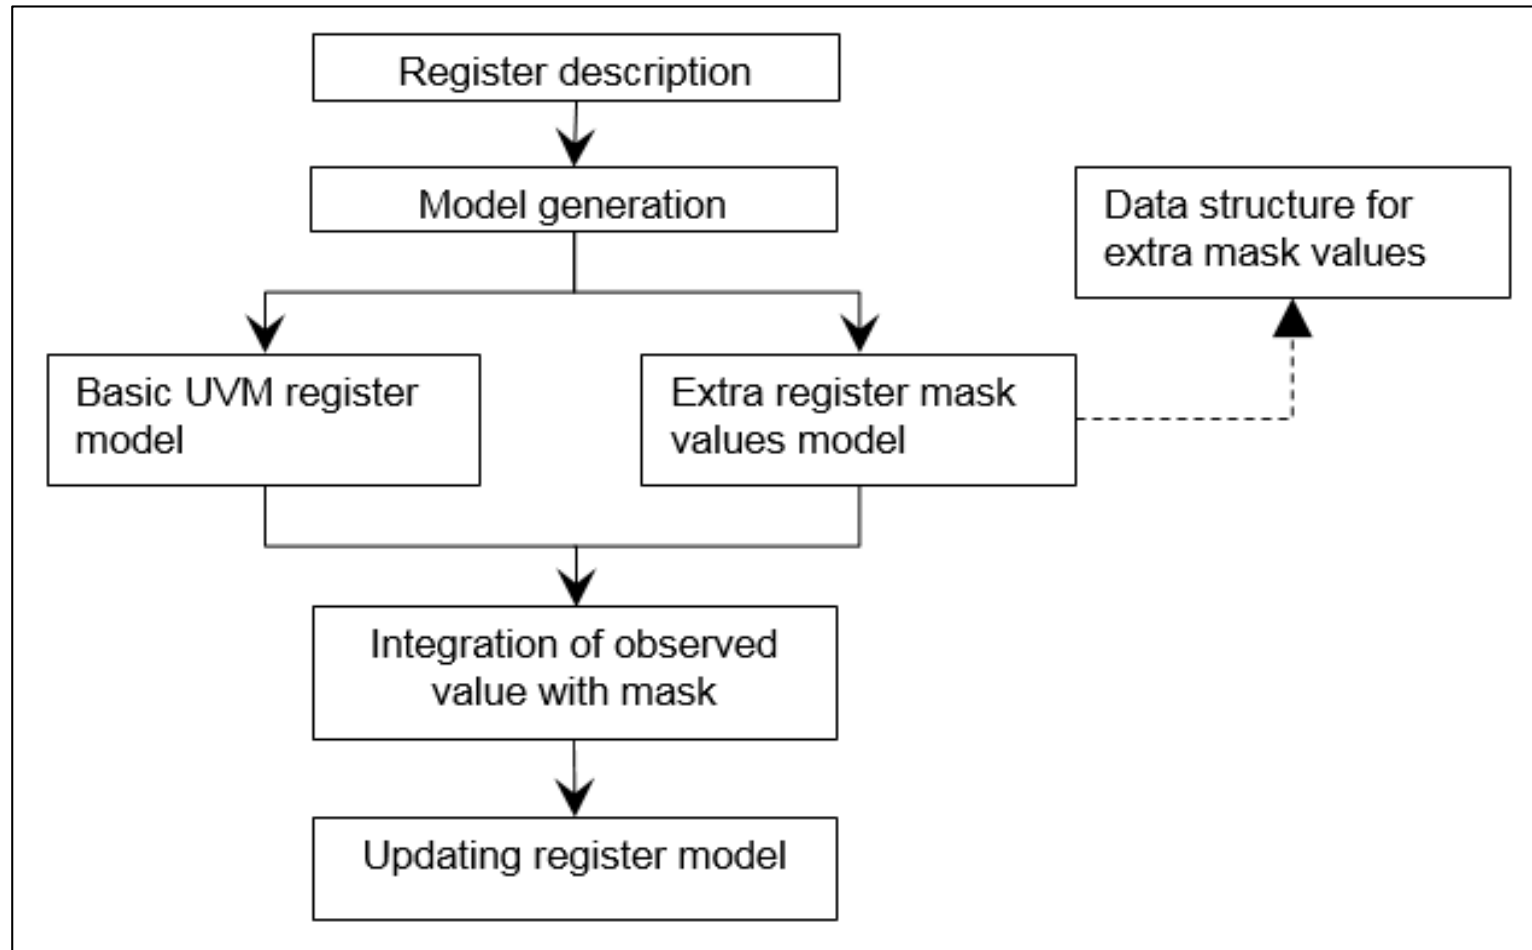 Register description
Model generation
Data structure for
extra mask values
Basic UVM register
model
Extra register mask
values model
Integration of observed
value with mask
Updating register model